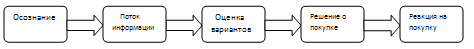 Осознание
Поток
информации
Оценка
вариантов
Решение о
покупке
Реакция на
покупку